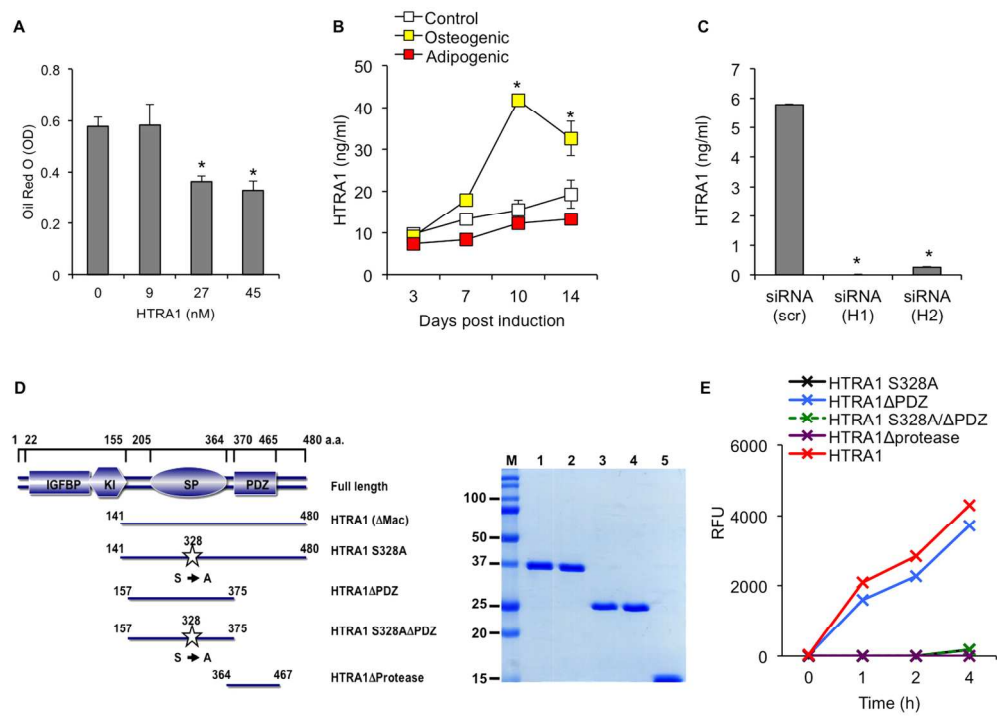 A
Oil Red O (OD)
0.8
0.6
0.4
0.2
0
* *
0 9 27 45
HTRA1 (nM)
B
Control
Osteogenic
Adipogenic
HTRA1 (ng/ml)
50
40
30
20
10
0
* *
3 7 10 14
Days post induction
C
HTRA1 (ng/ml)
7
6
5
4
3
2
1
0
* *
siRNA siRNA siRNA
(scr) (H1) (H2)
D
1 22 155 205 364 370 465 480 a.a.
IGFBP KI SP PDZ Full length
141 480 HTRA1 (ΔMac)
141 328 480 HTRA1 S328A
S A
157 375 HTRA1ΔPDZ
157 328 375 HTRA1 S328AΔPDZ
S A
364 467 HTRA1ΔProtease
M 1 2 3 4 5
100
50
37
25
20
15
E
HTRA1 S328A
HTRA1ΔPDZ
HTRA1 S328A/ΔPDZ
HTRA1Δprotease
HTRA1
RFU
6000
4000
2000
0
0 1 2 4
Time (h)